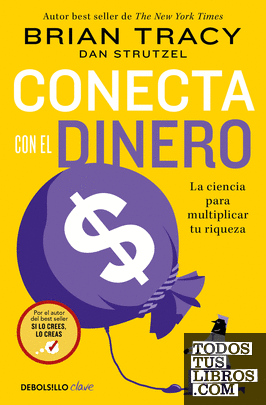 Autor best seller de The New York Times
BRIAN TRACY
DAN STRUTZEL
CONECTA
CON EL DINERO
La ciencia para
multiplicar
tu riqueza
$
Por el autor
del best seller
SI LO CREES,
LO CREAS
DEBOLS!LLO clave
TODOS
TUS LIBROS
.COM